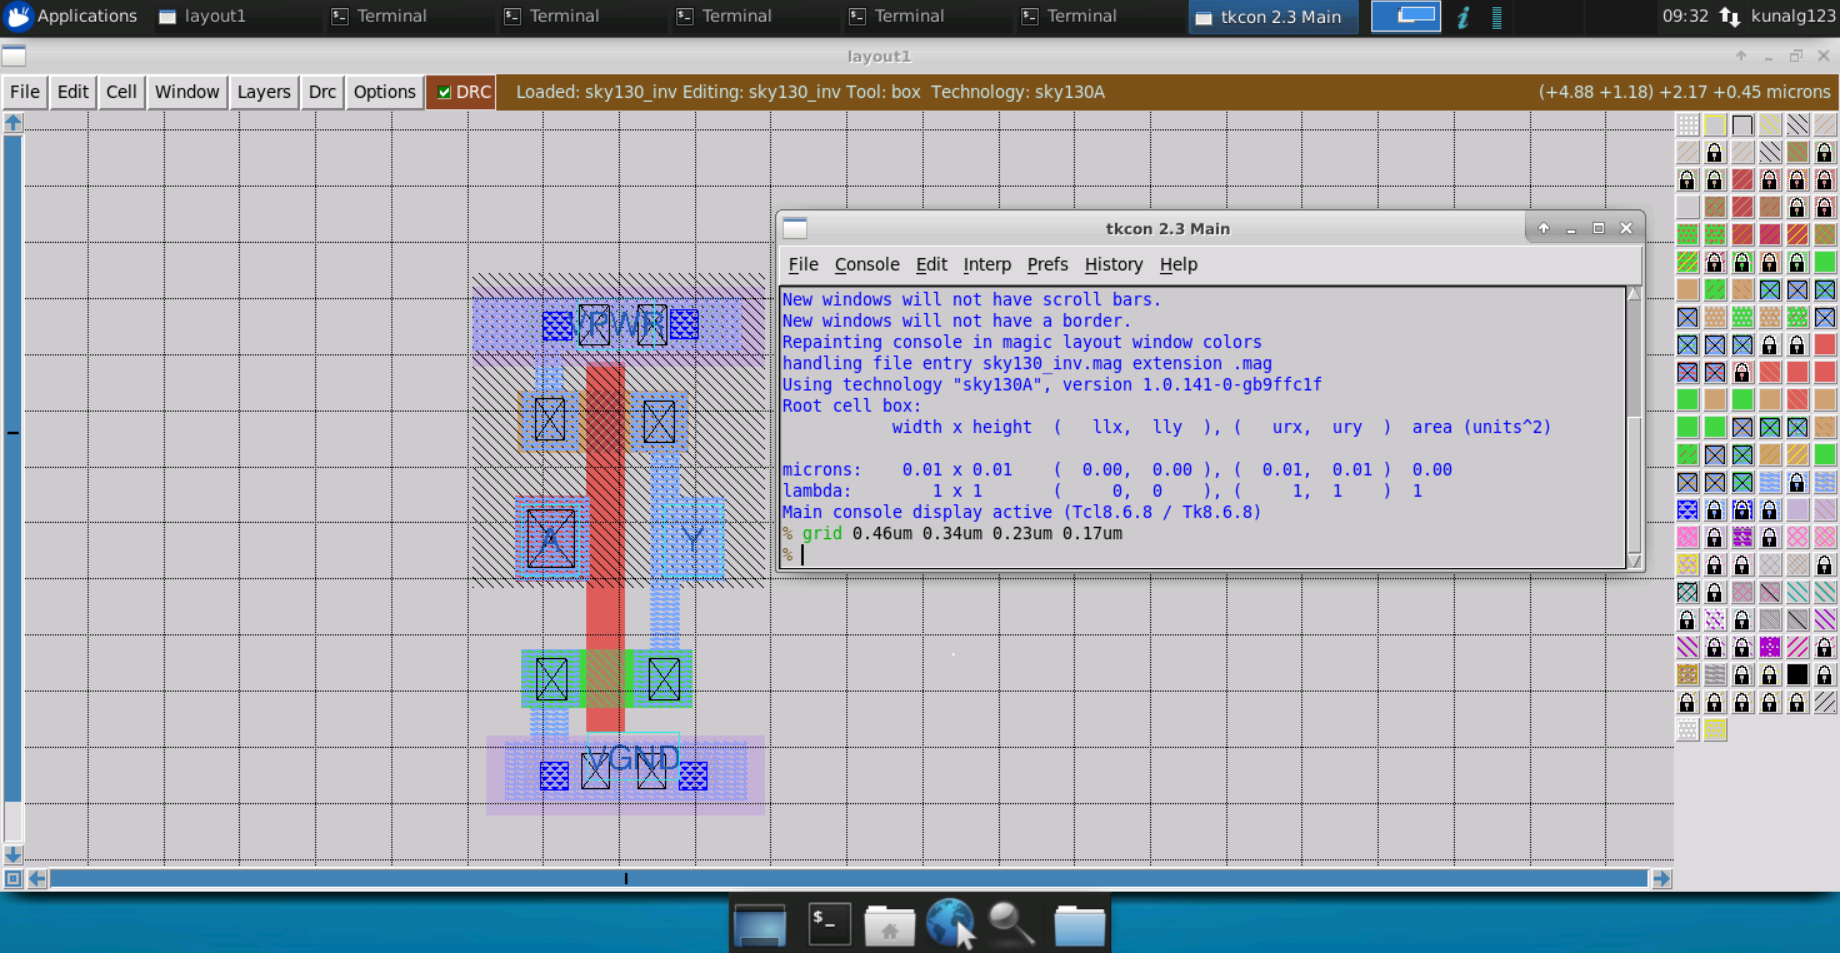 Applications layout1 Terminal Terminal Terminal Terminal Terminal tkcon 2.3 Main 09:32 kunalg123
layout1
File Edit Cell Window Layers Drc Options DRC Loaded: sky130_inv Editing: sky130_inv Tool: box Technology: sky130A (+4.88 +1.18) +2.17 +0.45 microns
tkcon 2.3 Main
File Console Edit Interp Prefs History Help
New windows will not have scroll bars.
New windows will not have a border.
Repainting console in magic layout window colors
handling file entry sky130_inv.mag extension .mag
Using technology "sky130A", version 1.0.141-0-gb9ffc1f
Root cell box:
width x height ( llx, lly ), ( urx, ury ) area (units^2)
microns: 0.01 x 0.01 ( 0.00, 0.00 ), ( 0.01, 0.01 ) 0.00
lambda: 1 x 1 ( 0, 0 ), ( 1, 1 ) 1
Main console display active (Tcl8.6.8 / Tk8.6.8)
% grid 0.46um 0.34um 0.23um 0.17um
%
VPWR
A Y
VGND